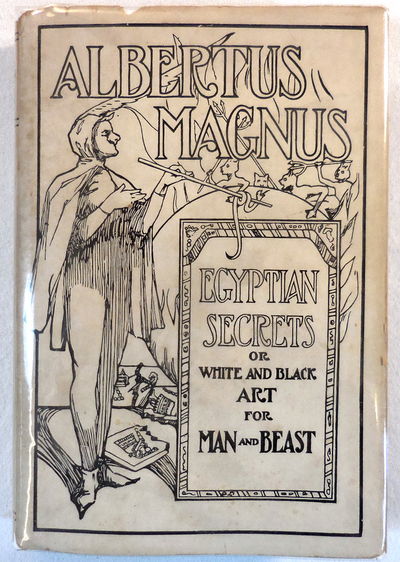 ALBERTUS
MAGNUS
EGYPTIAN
SECRETS
OR
WHITE AND BLACK
ART
FOR
MAN AND BEAST